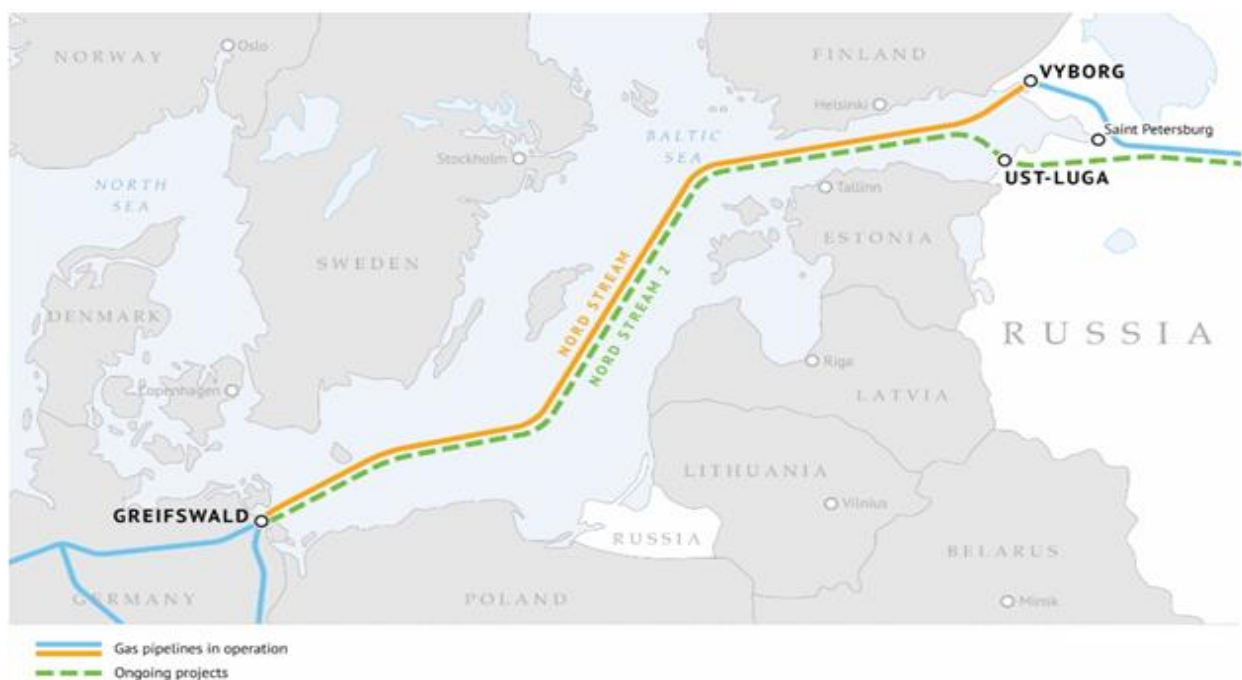 NORWAY
Oslo
FINLAND
VYBORG
Helsinki
Saint Petersburg
BALTIC
SEA
Stockholm
UST-LUGA
Tallinn
NORTH
SEA
ESTONIA
SWEDEN
NORD STREAM
NORD STREAM 2
DENMARK
RUSSIA
Riga
Copenhagen
LATVIA
LITHUANIA
Vilnius
GREIFSWALD
RUSSIA
BELARUS
GERMANY
POLAND
Minsk
Gas pipelines in operation
Ongoing projects